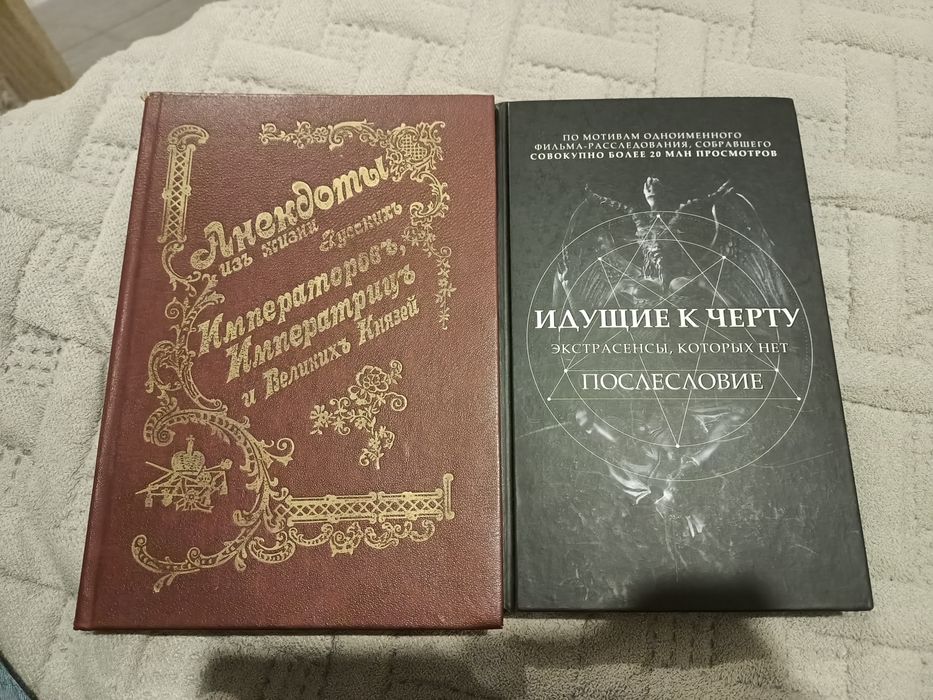 Анекдоты
изъ жизни Русскихъ
Императоровъ,
Императрицъ
и Великихъ Князей
ПО МОТИВАМ ОДНОИМЕННОГО
ФИЛЬМА-РАССЛЕДОВАНИЯ, СОБРАВШЕГО
СОВОКУПНО БОЛЕЕ 20 МЛН ПРОСМОТРОВ
ИДУЩИЕ К ЧЕРТУ
ЭКСТРАСЕНСЫ, КОТОРЫХ НЕТ
ПОСЛЕСЛОВИЕ